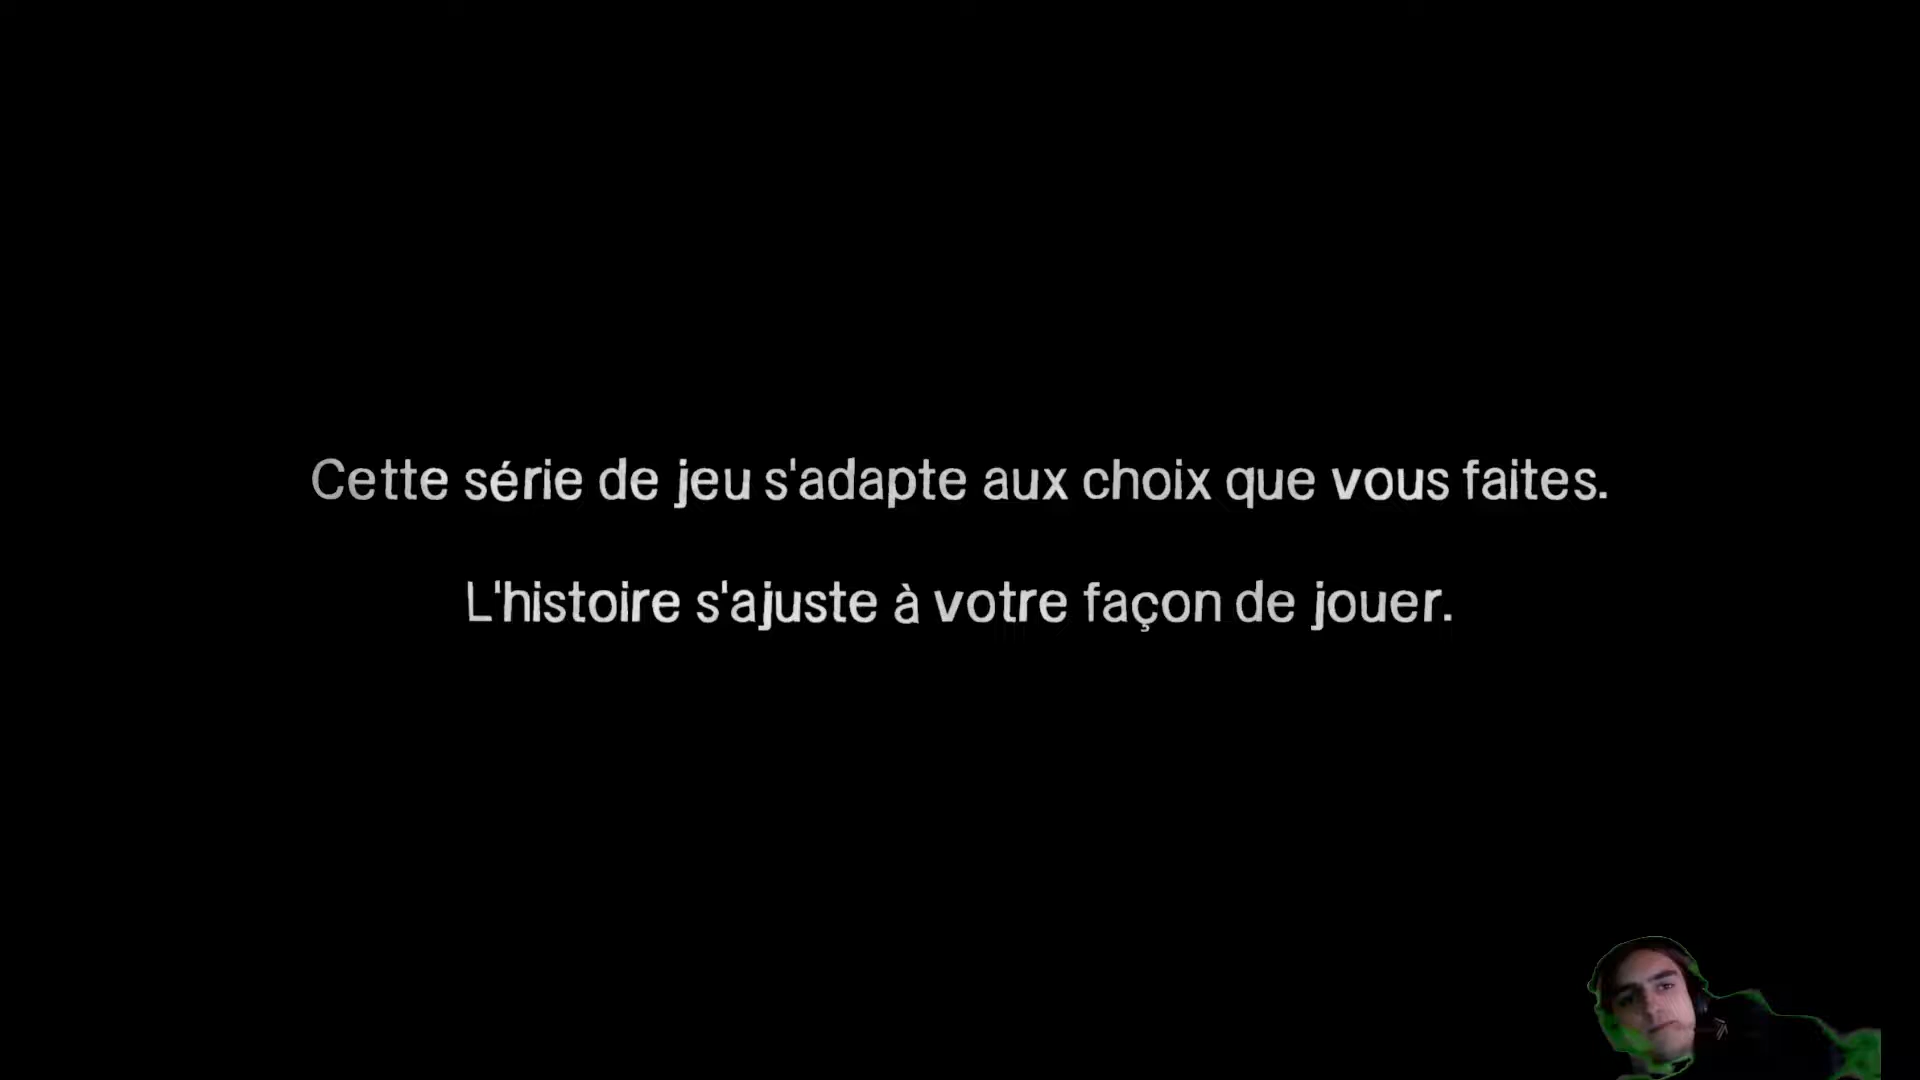 Cette série de jeu s'adapte aux choix que vous faites.
L'histoire s'ajuste à votre façon de jouer.